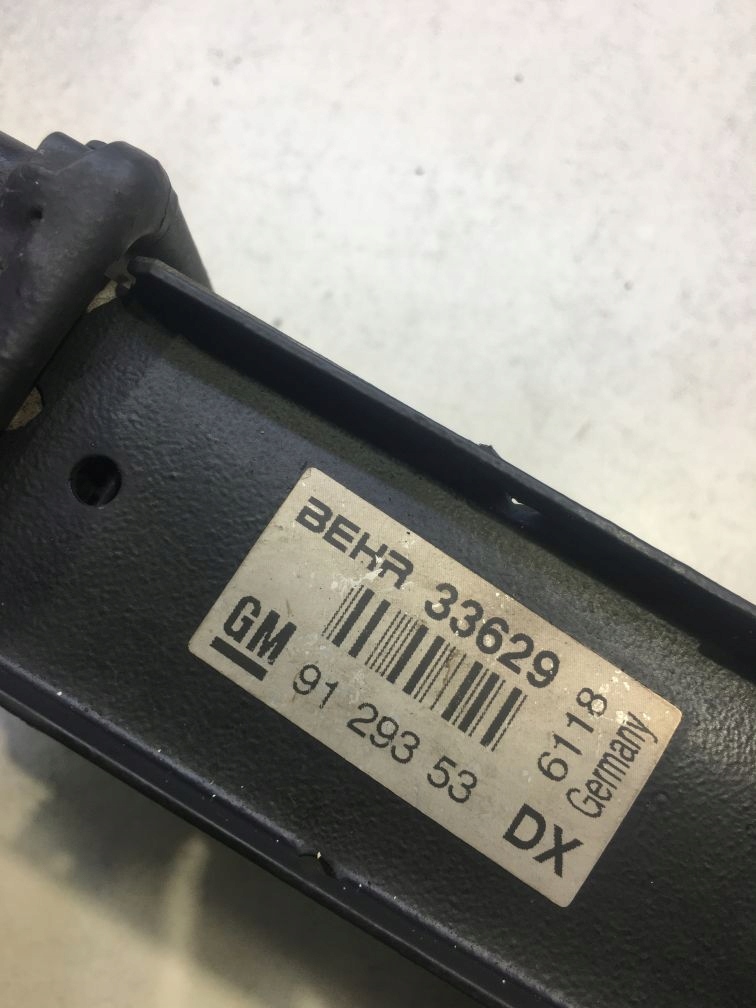 BEHR 33629
GM 91 293 53
DX
6118
Germany